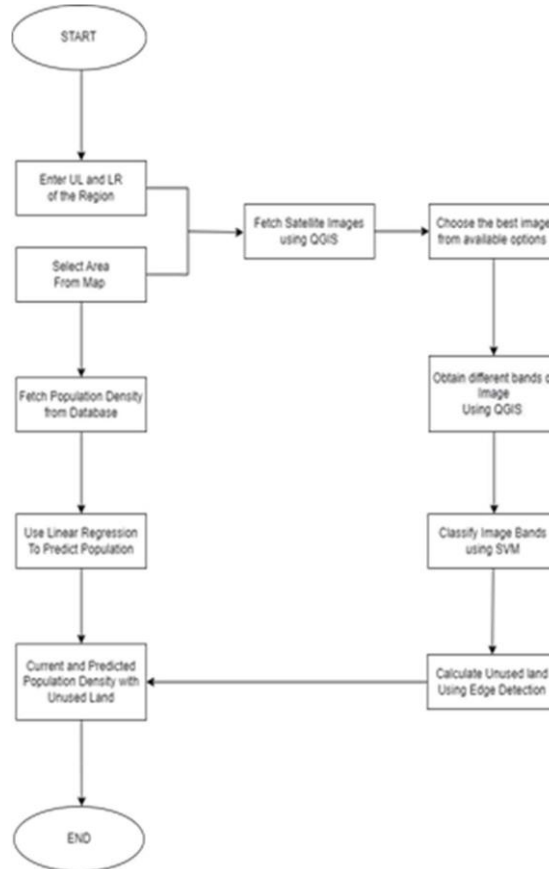 START
Enter UL and LR
of the Region
Select Area
From Map
Fetch Satellite Images
using QGIS
Choose the best image
from available options
Fetch Population Density
from Database
Obtain different bands
Image
Using QGIS
Use Linear Regression
To Predict Population
Classify Image Bands
using SVM
Current and Predicted
Population Density with
Unused Land
Calculate Unused land
Using Edge Detection
END